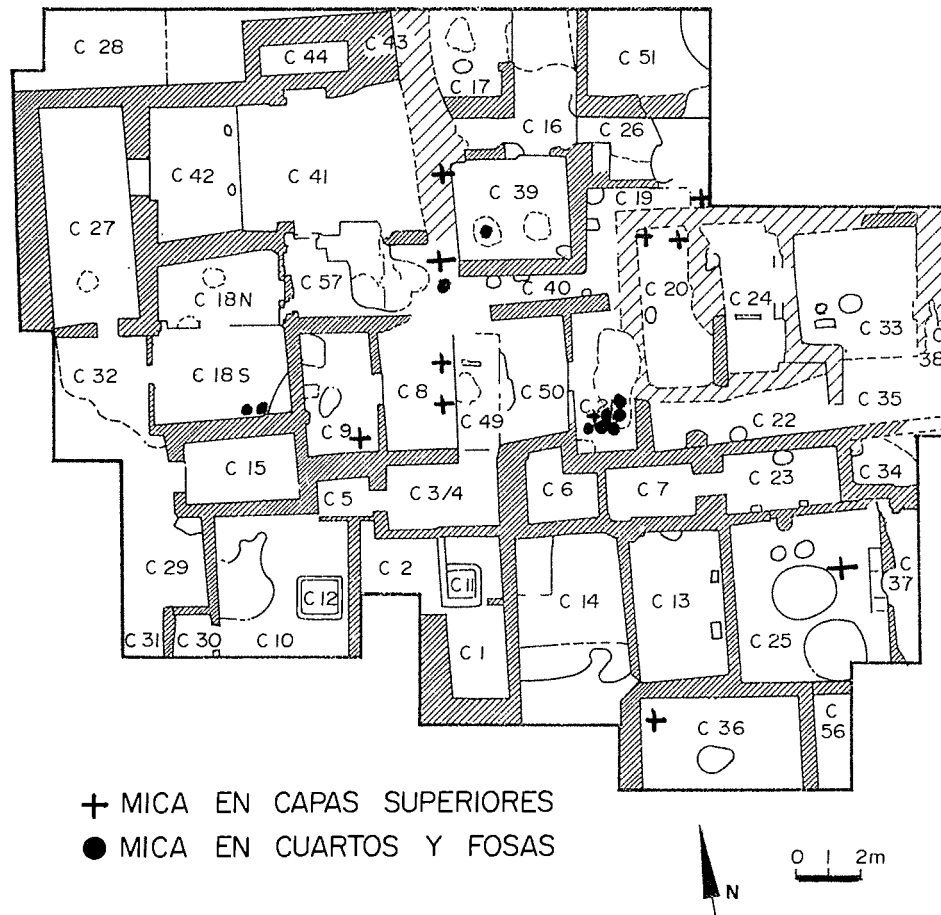 C 28
C 44
C 43
C 17
C 51
C 16
C 26
C 42
C 41
C 39
C 19
C 27
C 57
C 40
C 20
C 24
C 33
C 18N
C 38
C 32
C 18 S
C 8
C 50
C 35
C 9
C 49
C 22
C 15
C 5
C 3/4
C 6
C 7
C 23
C 34
C 29
C 2
C 11
C 12
C 14
C 13
C 37
C 31
C 30
C 10
C 1
C 25
C 36
C 56
MICA EN CAPAS SUPERIORES
MICA EN CUARTOS Y FOSAS
N
0 1 2m